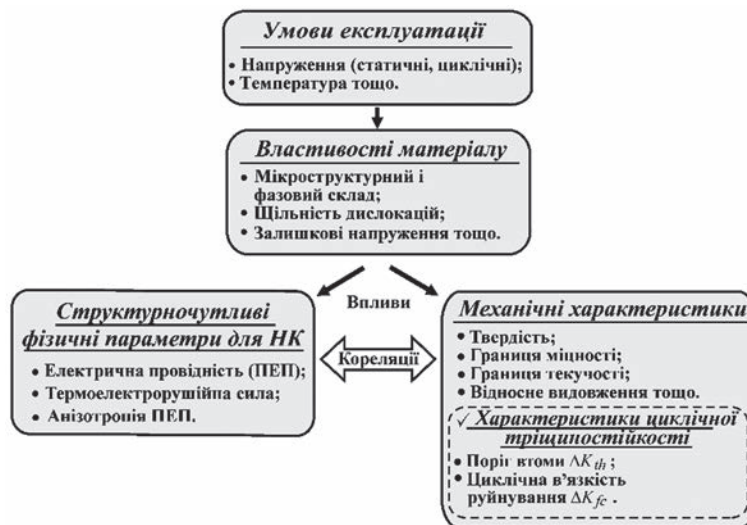 Умови експлуатації
• Напруження (статичні, циклічні);
• Температура тощо.
Властивості матеріалу
• Мікроструктурний і
фазовий склад;
• Щільність дислокацій;
• Залишкові напруження тощо.
Впливи
Структурночутливі
фізичні параметри для НК
• Електрична провідність (ПЕП);
• Термоелектрорушійна сила;
• Анізотропія ПЕП.
Кореляції
Механічні характеристики
• Твердість;
• Границя міцності;
• Границя текучості;
• Відносне видовження тощо.
✓ Характеристики циклічної
тріщиностійкості
• Поріг втоми ΔK_th;
• Циклічна в'язкість
руйнування ΔK_fc.